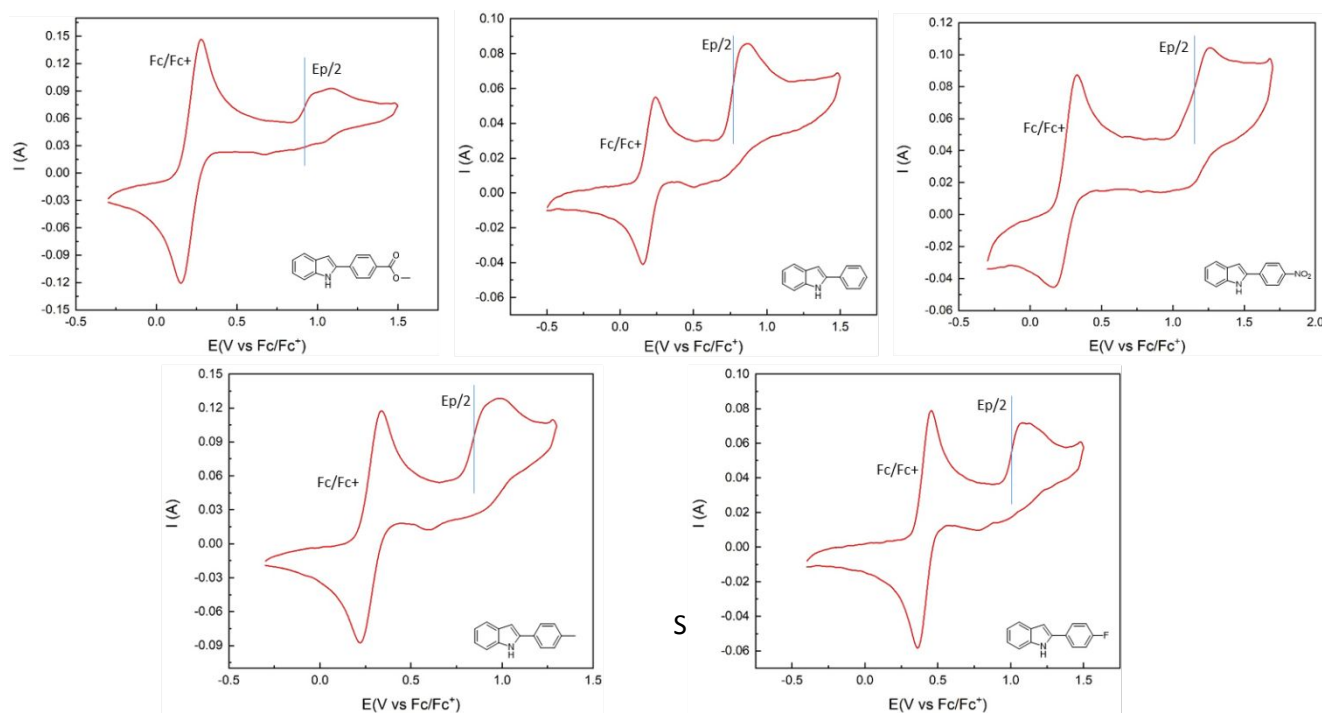 0.15
0.12
0.09
0.06
0.03
0.00
-0.03
-0.06
-0.09
-0.12
-0.15
I (A)
Fc/Fc+
Ep/2
N
H
O
O
0.0
0.5
1.0
1.5
E(V vs Fc/Fc⁺)
0.10
0.08
0.06
0.04
0.02
0.00
-0.02
-0.04
0.06
I (A)
Fc/Fc+
Ep/2
N
H
-0.5
0.0
0.5
1.0
1.5
E(V vs Fc/Fc⁺)
0.12
0.10
0.08
0.06
0.04
0.02
0.00
-0.02
-0.04
-0.06
I (A)
Fc/Fc+
Ep/2
N
H
NO₂
-0.5
0.0
0.5
1.0
1.5
2.0
E(V vs Fc/Fc⁺)
0.15
0.12
0.09
0.06
0.03
0.00
-0.03
-0.06
-0.09
I (A)
Fc/Fc+
Ep/2
N
H
-0.5
0.0
0.5
1.0
1.5
E(V vs Fc/Fc⁺)
S
0.10
0.08
0.06
0.04
0.02
0.00
-0.02
-0.04
-0.06
I (A)
Fc/Fc+
Ep/2
N
H
F
-0.5
0.0
0.5
1.0
1.5
E(V vs Fc/Fc⁺)